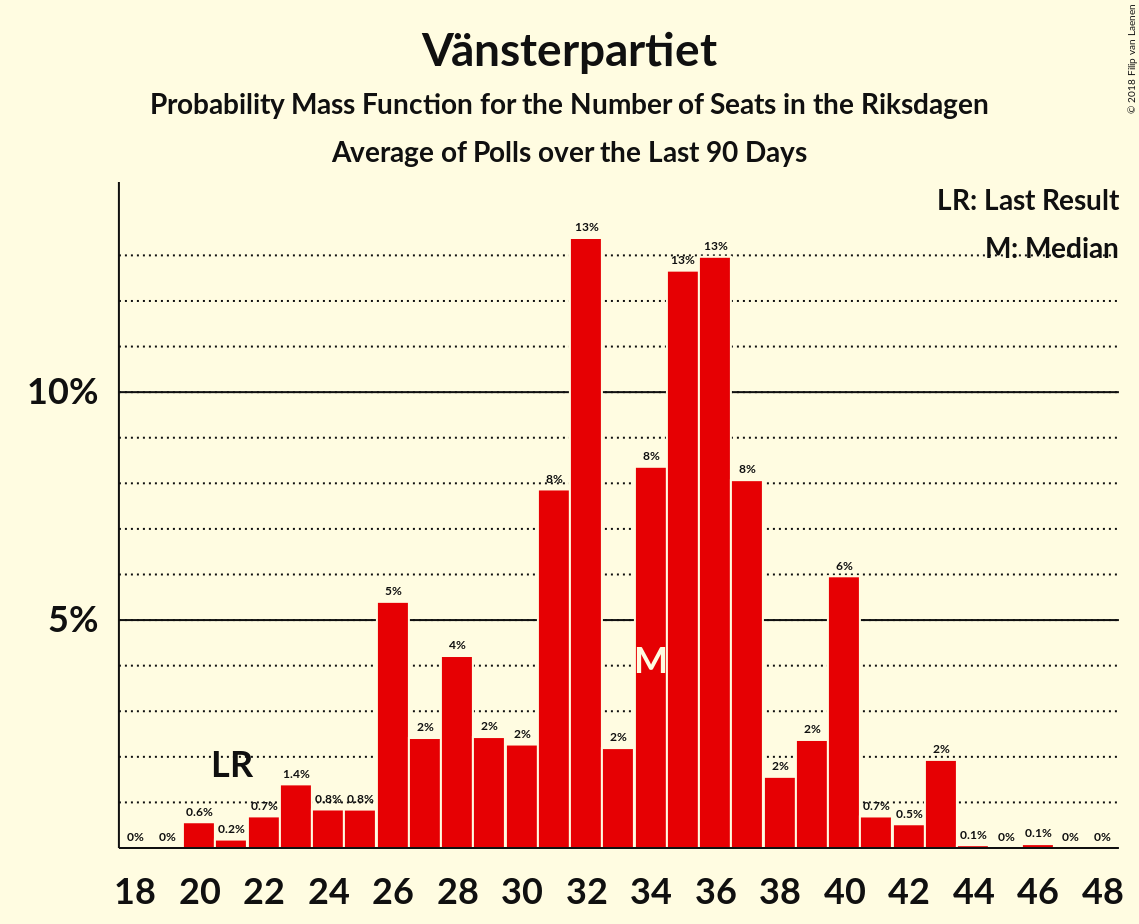 Vänsterpartiet
Probability Mass Function for the Number of Seats in the Riksdagen
Average of Polls over the Last 90 Days
© 2018 Filip van Laenen
LR: Last Result
M: Median
10%
5%
0% 0% 0.6% 0.2% 0.7% 1.4% 0.8% 0.8% 5% 2% 4% 2% 2% 8% 13% 2% 8% 13% 13% 8% 2% 2% 6% 0.7% 0.5% 2% 0.1% 0% 0.1% 0% 0%
LR
M
18 20 22 24 26 28 30 32 34 36 38 40 42 44 46 48